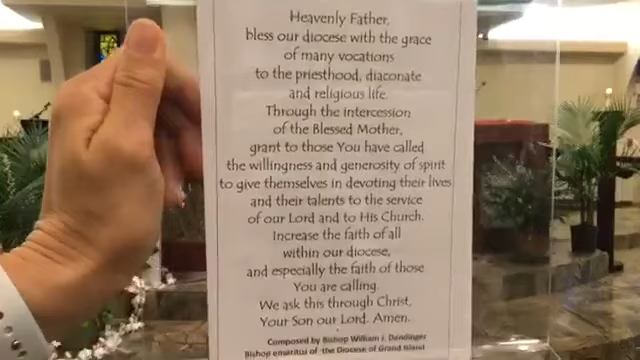 Heavenly Father,
bless our diocese with the grace
of many vocations
to the priesthood, diaconate
and religious life.
Through the intercession
of the Blessed Mother,
grant to those You have called
the willingness and generosity of spirit
to give themselves in devoting their lives
and their talents to the service
of our Lord and to His Church.
Increase the faith of all
within our diocese,
and especially the faith of those
You are calling.
We ask this through Christ,
Your Son our Lord. Amen.
Composed by Bishop William J. Dendinger
Bishop emeritus of the Diocese of Grand Island